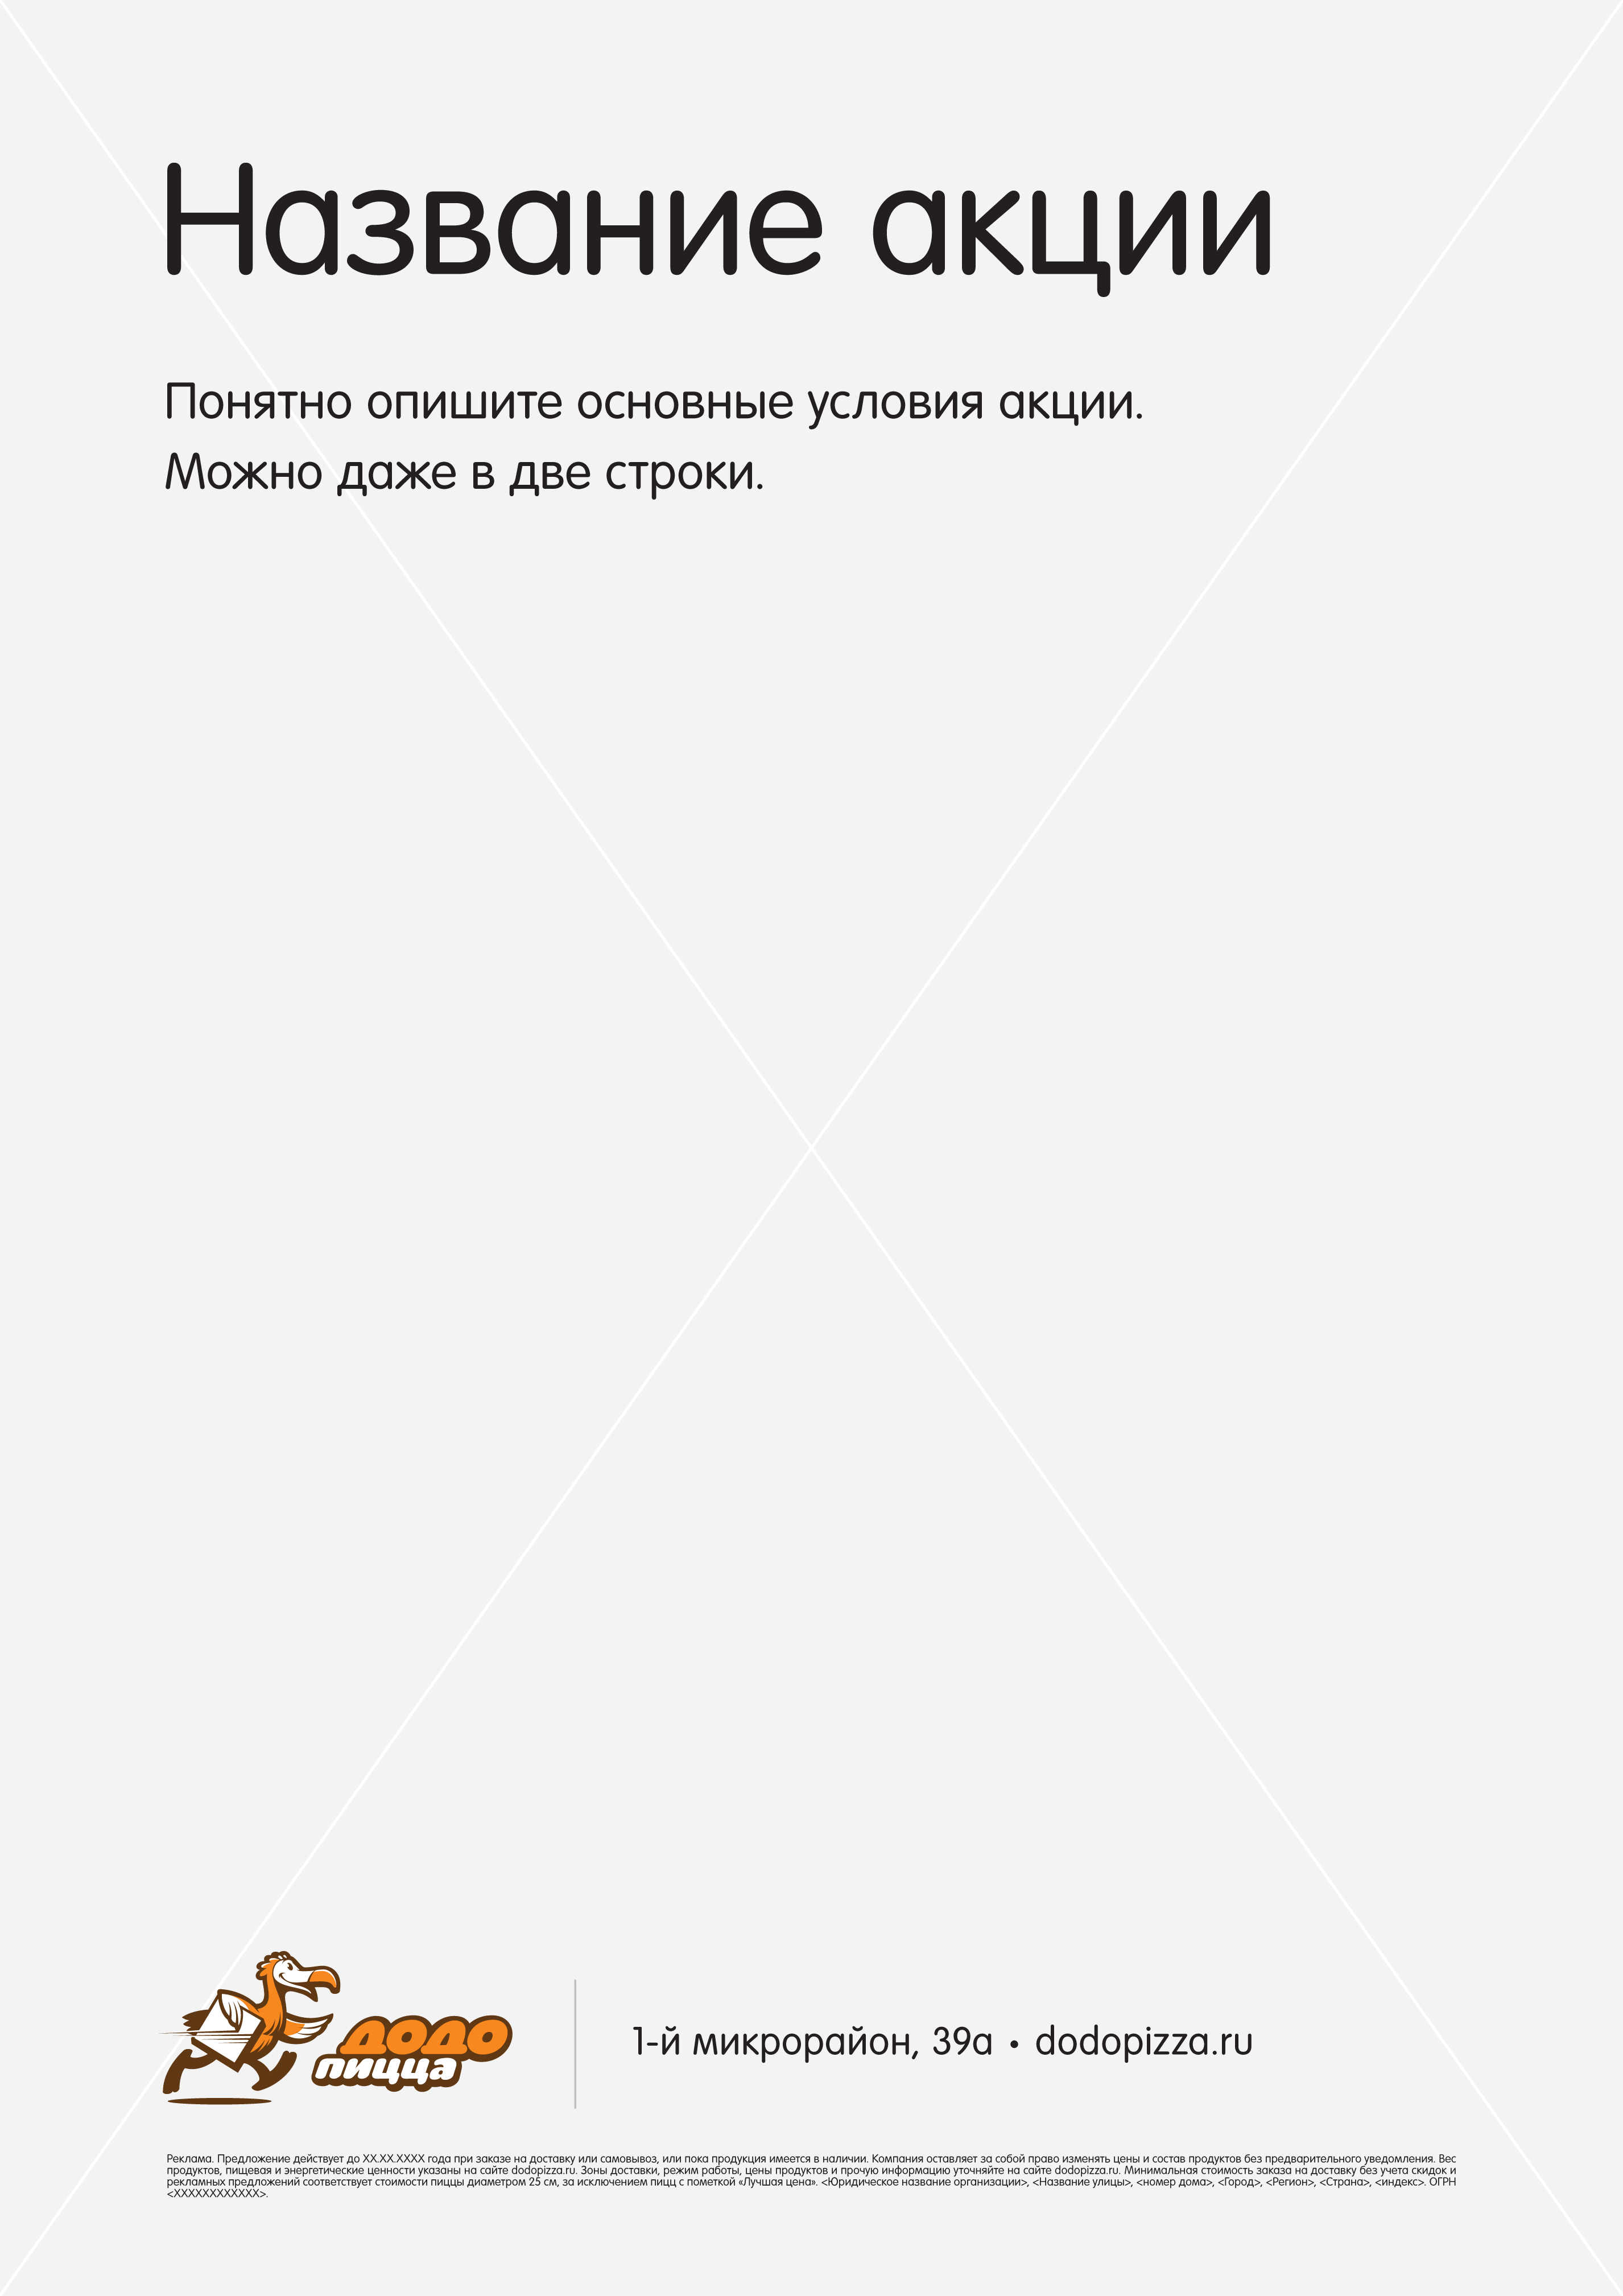 Название акции
Понятно опишите основные условия акции.
Можно даже в две строки.
ДОДО
пицца
1-й микрорайон, 39а • dodopizza.ru
Реклама. Предложение действует до XX.XX.XXXX года при заказе на доставку или самовывоз, или пока продукция имеется в наличии. Компания оставляет за собой право изменять цены и состав продуктов без предварительного уведомления. Вес
продуктов, пищевая и энергетические ценности указаны на сайте dodopizza.ru. Зоны доставки, режим работы, цены продуктов и прочую информацию уточняйте на сайте dodopizza.ru. Минимальная стоимость заказа на доставку без учета скидок и
рекламных предложений соответствует стоимости пиццы диаметром 25 см, за исключением пицц с пометкой «Лучшая цена». <Юридическое название организации>, <Название улицы>, <номер дома>, <Город>, <Регион>, <Страна>, <индекс>. ОГРН
<XXXXXXXXXXXX>.